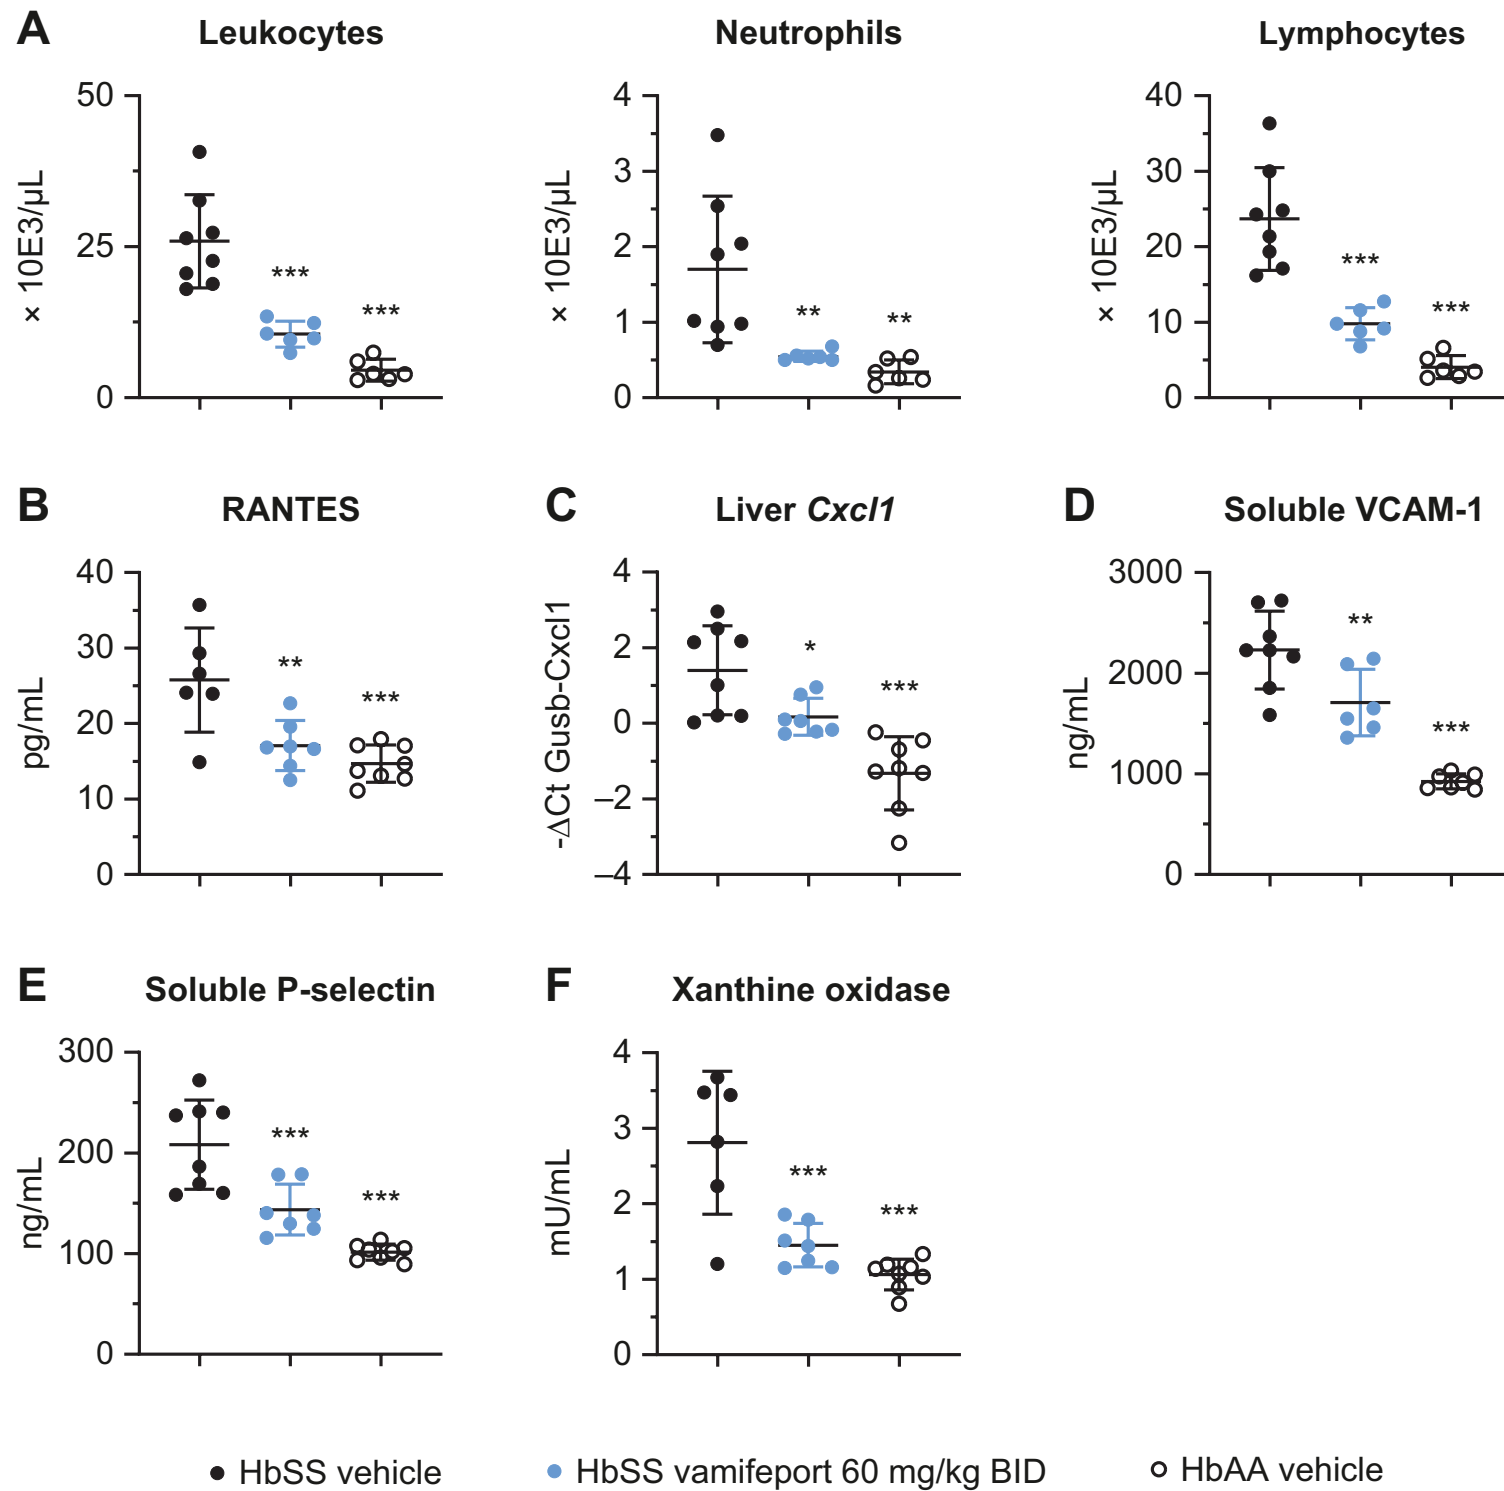 A
Leukocytes
Neutrophils
Lymphocytes
50
25
0
× 10E3/µL
***
***
4
3
2
1
0
× 10E3/µL
**
**
40
30
20
10
0
× 10E3/µL
***
***
B
RANTES
C
Liver Cxcl1
D
Soluble VCAM-1
40
30
20
10
0
pg/mL
**
***
4
2
0
–2
–4
-ΔCt Gusb-Cxcl1
*
***
3000
2000
1000
0
ng/mL
**
***
E
Soluble P-selectin
F
Xanthine oxidase
300
200
100
0
ng/mL
***
***
4
3
2
1
0
mU/mL
***
***
HbSS vehicle
HbSS vamifeport 60 mg/kg BID
HbAA vehicle